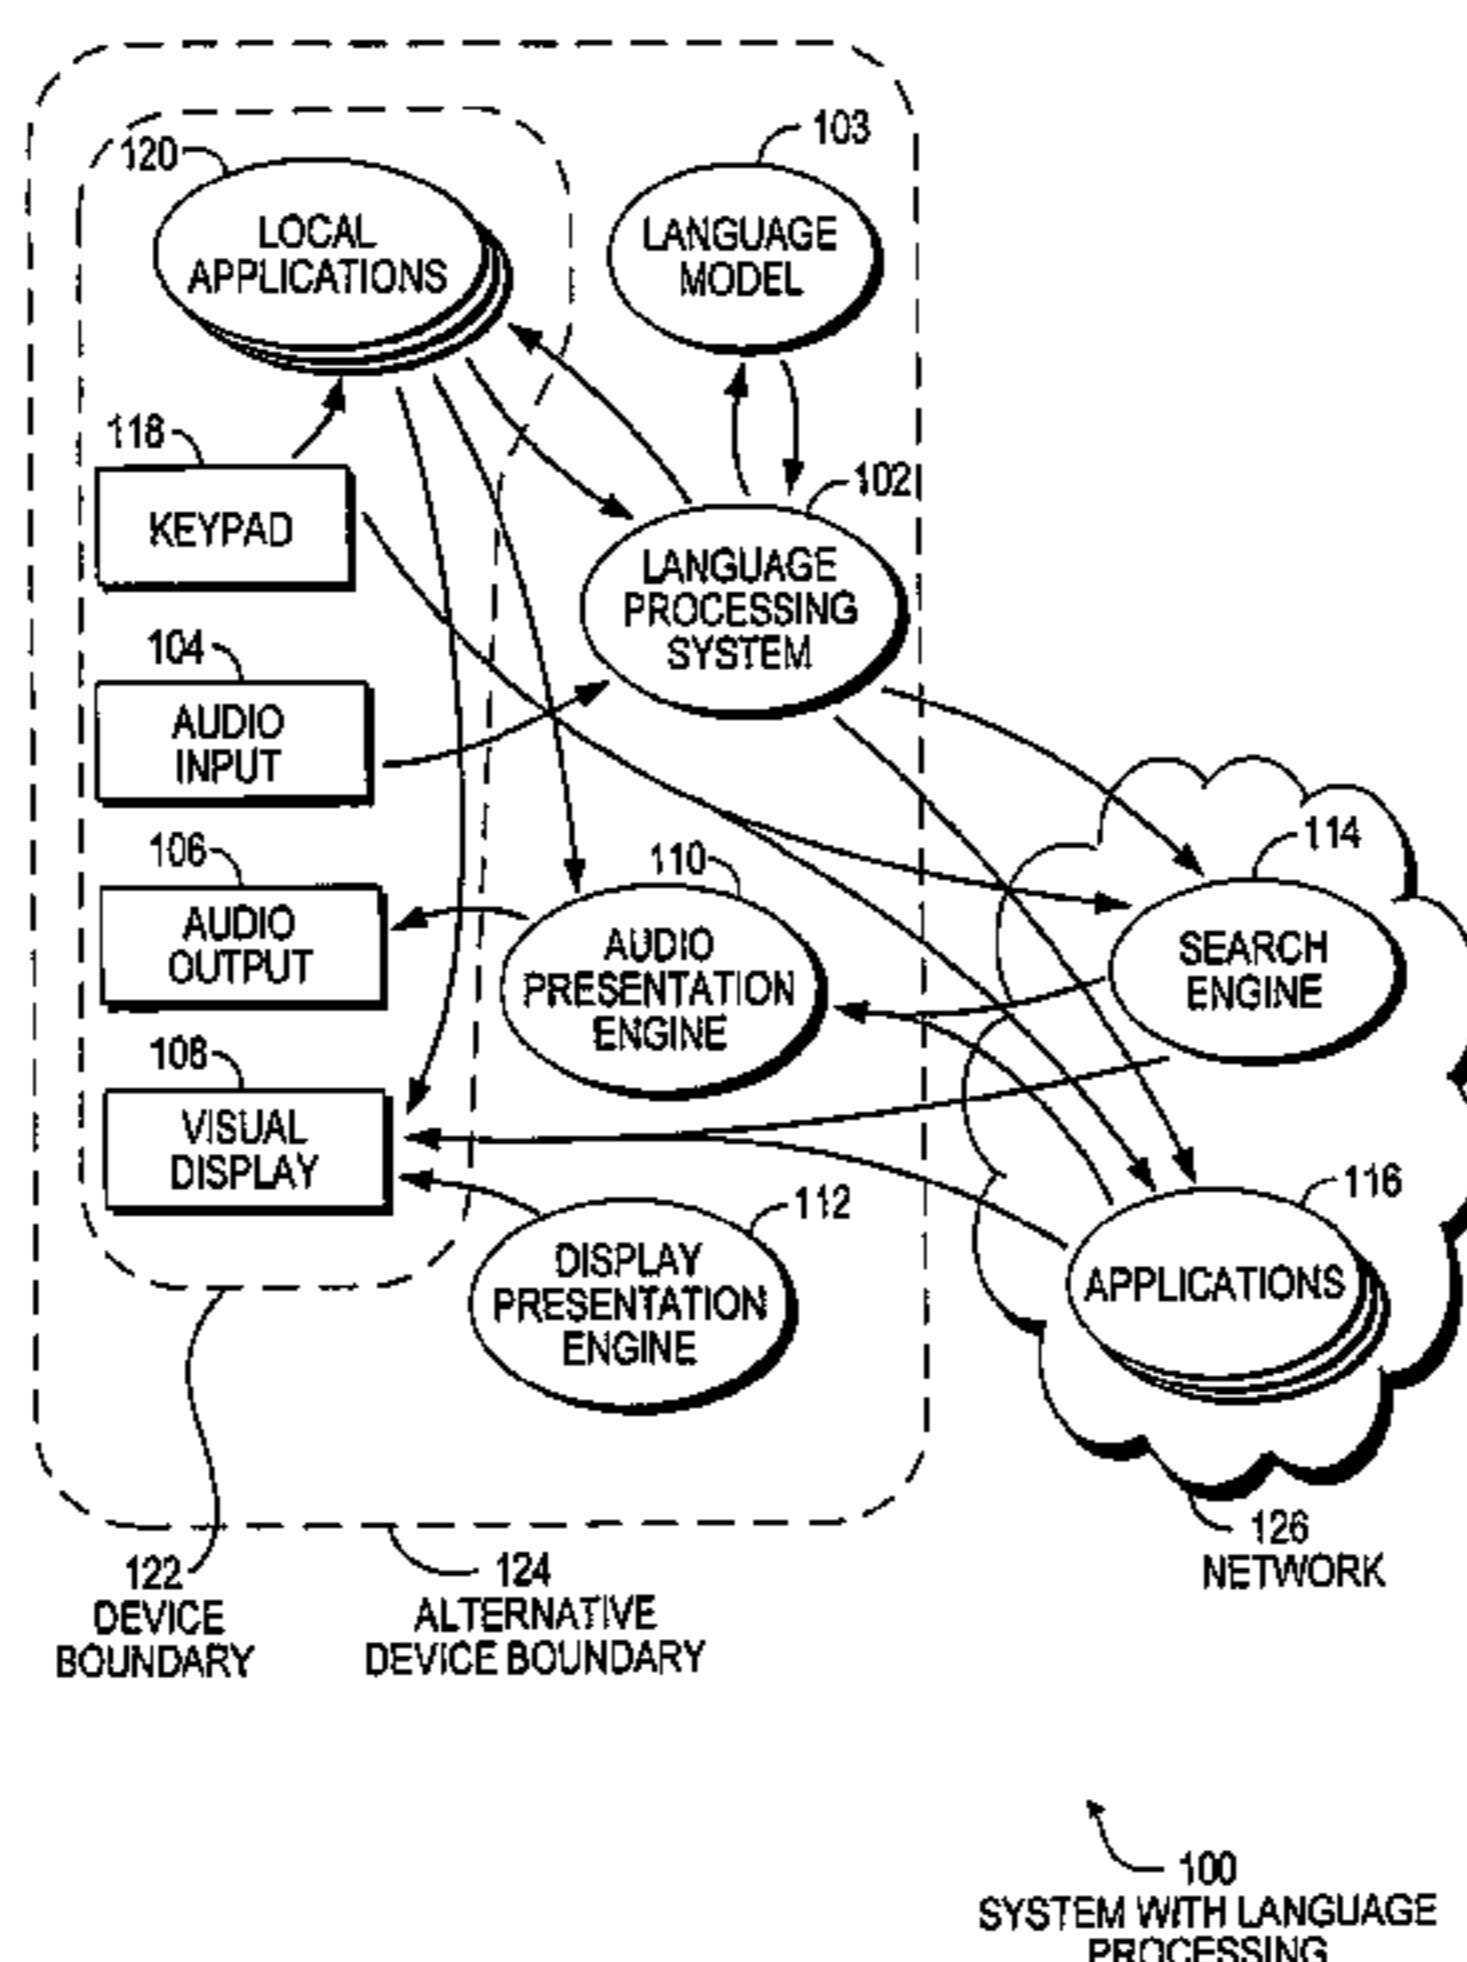 120
LOCAL
APPLICATIONS
103
LANGUAGE
MODEL
118
KEYPAD
102
LANGUAGE
PROCESSING
SYSTEM
104
AUDIO
INPUT
106
AUDIO
OUTPUT
110
AUDIO
PRESENTATION
ENGINE
114
SEARCH
ENGINE
108
VISUAL
DISPLAY
112
DISPLAY
PRESENTATION
ENGINE
116
APPLICATIONS
122
DEVICE
BOUNDARY
124
ALTERNATIVE
DEVICE BOUNDARY
126
NETWORK
100
SYSTEM WITH LANGUAGE
PROCESSING